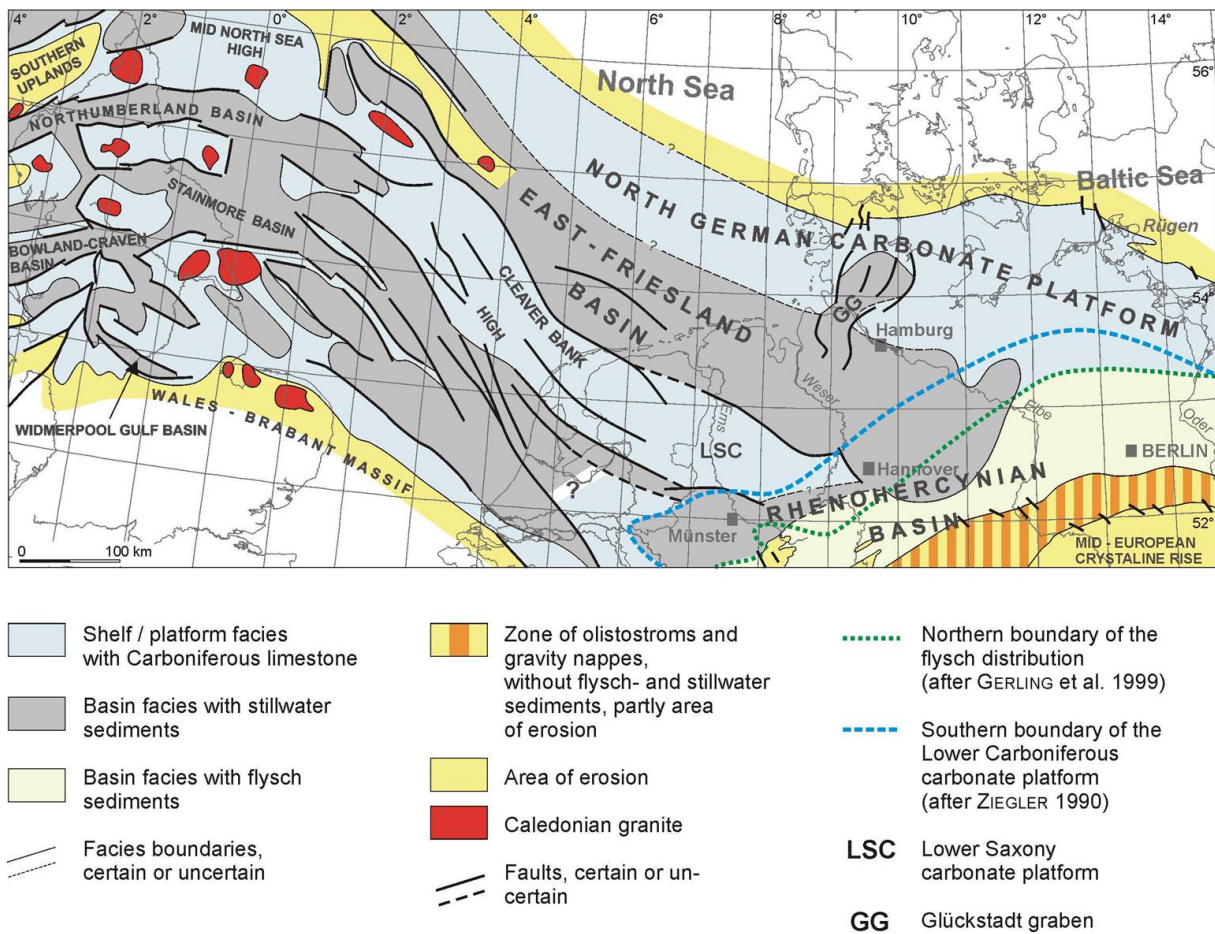 4°
2°
0°
2°
4°
6°
8°
10°
12°
14°
56°
54°
52°
MID NORTH SEA
HIGH
SOUTHERN
UPLANDS
North Sea
NORTHUMBERLAND BASIN
STAINMORE BASIN
BOWLAND-CRAVEN
BASIN
NORTH GERMAN CARBONATE PLATFORM
Baltic Sea
Rügen
EAST-FRIESLAND
BASIN
CLEAVER BANK
HIGH
GG
Hamburg
Weser
Ems
Elbe
Oder
WALES - BRABANT MASSIF
WIDMERPOOL GULF BASIN
LSC
Hannover
BERLIN
RHENOHERCYNIAN
BASIN
Münster
MID - EUROPEAN
CRYSTALINE RISE
?
?
?
0 100 km
Shelf / platform facies
with Carboniferous limestone
Basin facies with stillwater
sediments
Basin facies with flysch
sediments
Facies boundaries,
certain or uncertain
Zone of olistostroms and
gravity nappes,
without flysch- and stillwater
sediments, partly area
of erosion
Area of erosion
Caledonian granite
Faults, certain or un-
certain
Northern boundary of the
flysch distribution
(after GERLING et al. 1999)
Southern boundary of the
Lower Carboniferous
carbonate platform
(after ZIEGLER 1990)
LSC Lower Saxony
carbonate platform
GG Glückstadt graben